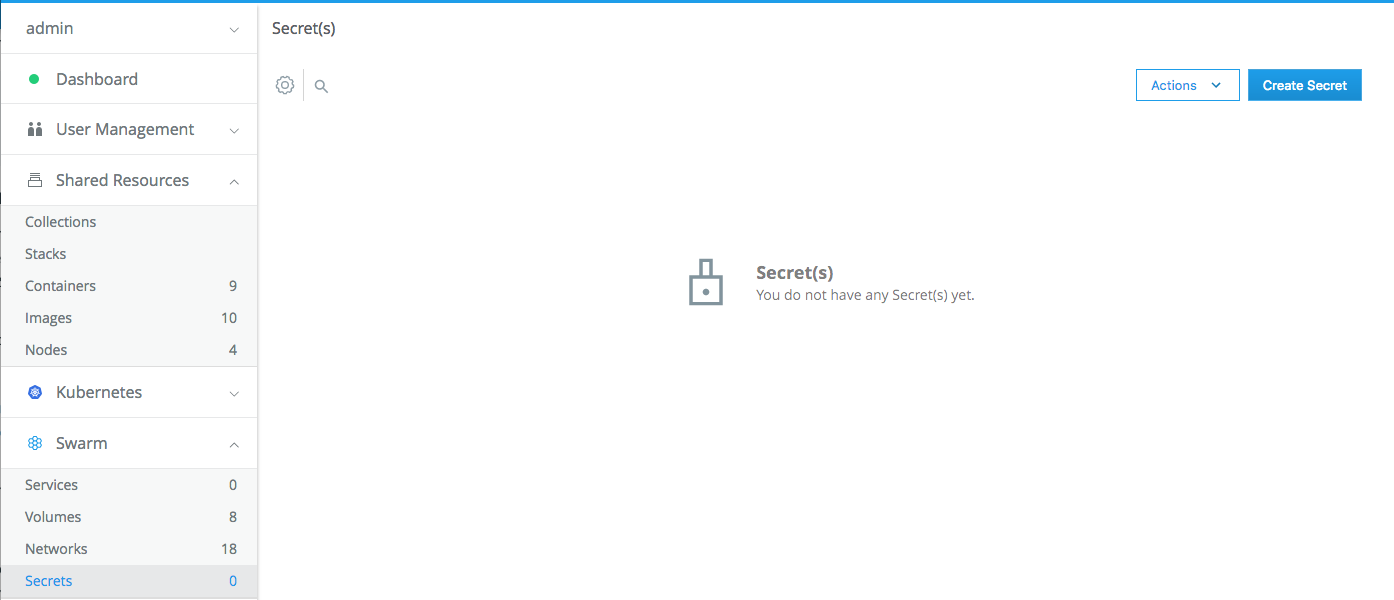 admin
Dashboard
User Management
Shared Resources
Collections
Stacks
Containers 9
Images 10
Nodes 4
Kubernetes
Swarm
Services 0
Volumes 8
Networks 18
Secrets 0
Secret(s)
Actions
Create Secret
Secret(s)
You do not have any Secret(s) yet.